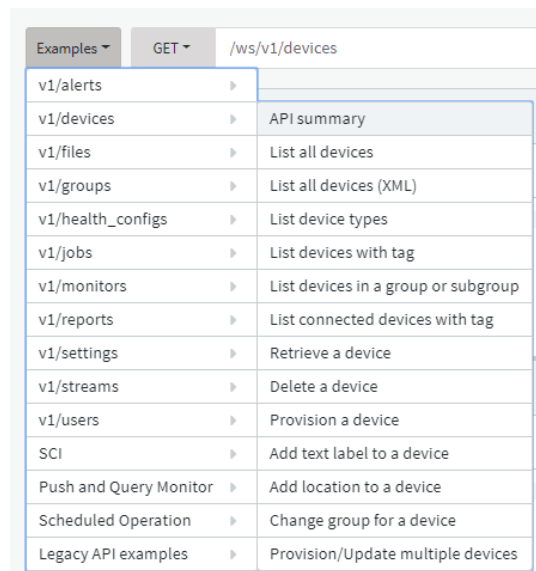 Examples GET /ws/v1/devices
v1/alerts
v1/devices
v1/files
v1/groups
v1/health_configs
v1/jobs
v1/monitors
v1/reports
v1/settings
v1/streams
v1/users
SCI
Push and Query Monitor
Scheduled Operation
Legacy API examples
API summary
List all devices
List all devices (XML)
List device types
List devices with tag
List devices in a group or subgroup
List connected devices with tag
Retrieve a device
Delete a device
Provision a device
Add text label to a device
Add location to a device
Change group for a device
Provision/Update multiple devices